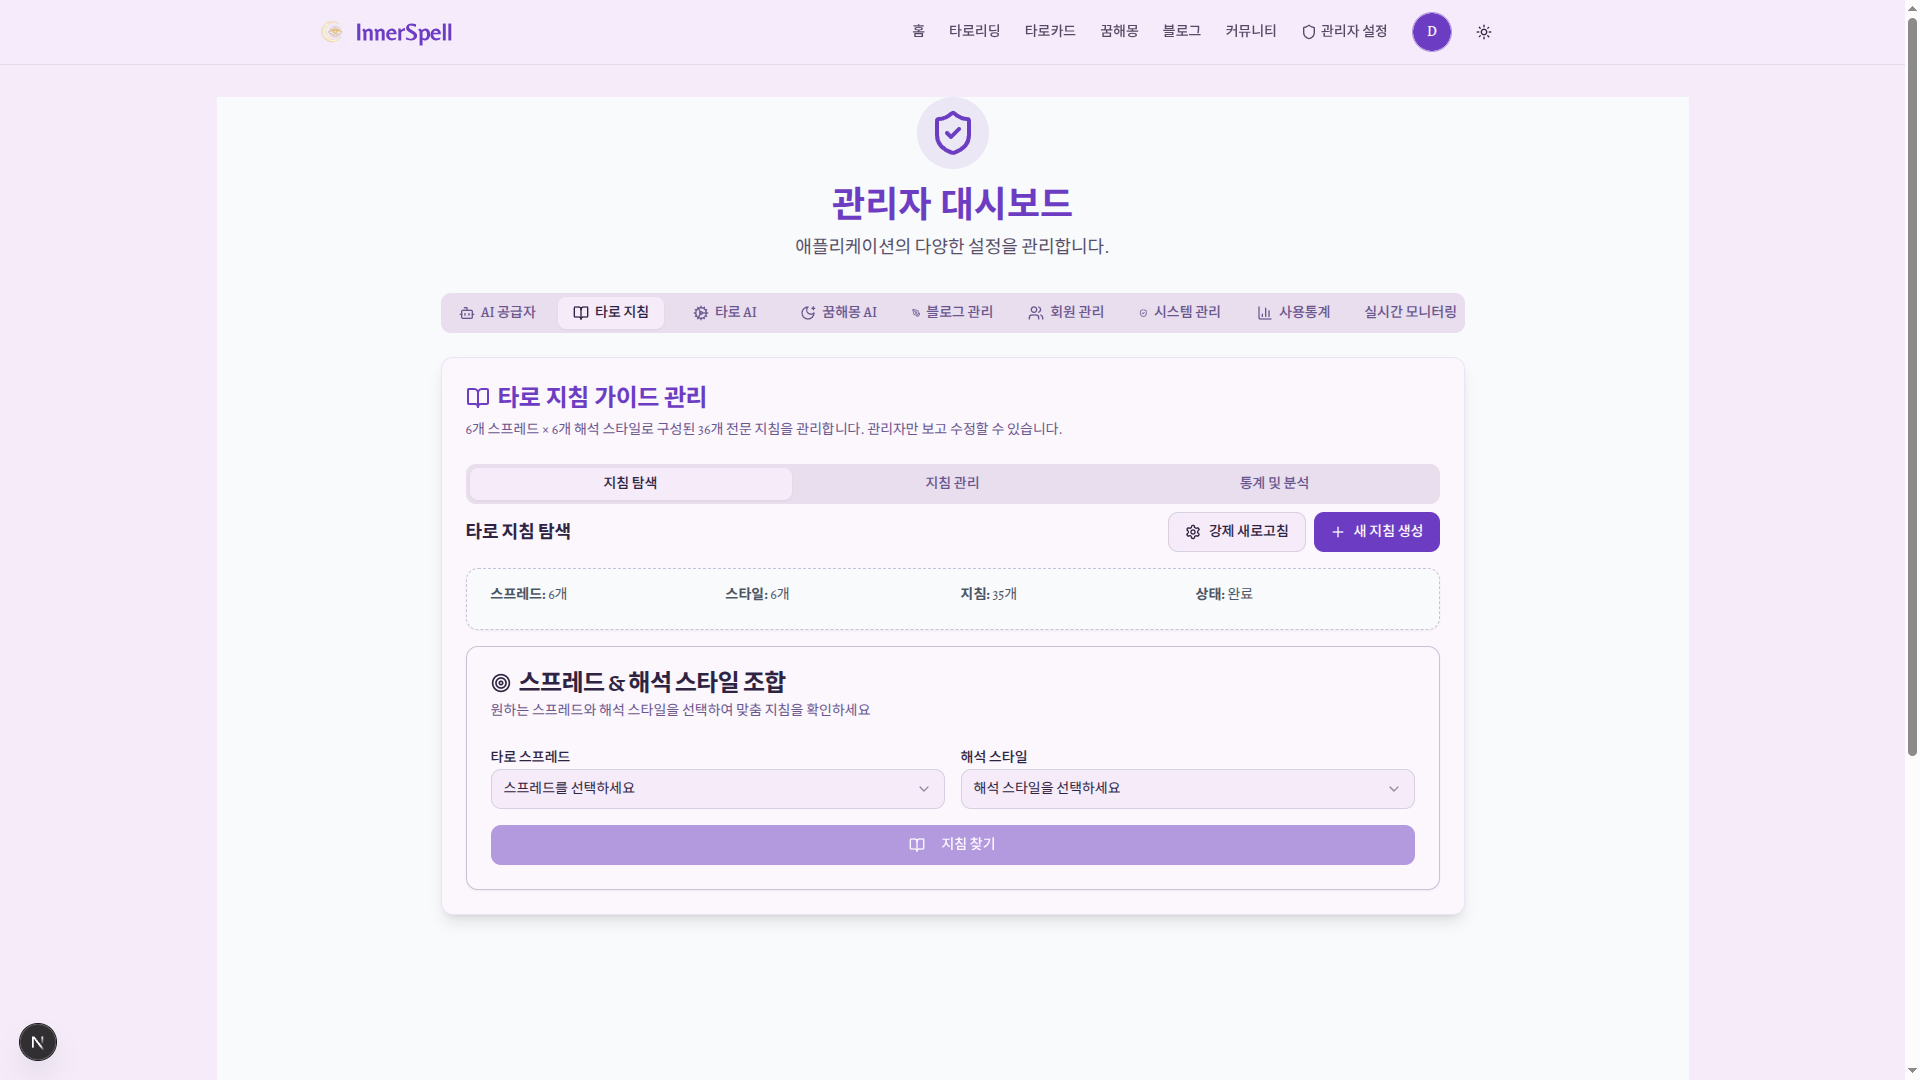 InnerSpell 홈 타로리딩 타로카드 꿈해몽 블로그 커뮤니티 관리자 설정 D
관리자 대시보드
애플리케이션의 다양한 설정을 관리합니다.
AI 공급자 타로 지침 타로 AI 꿈해몽 AI 블로그 관리 회원 관리 시스템 관리 사용통계 실시간 모니터링
타로 지침 가이드 관리
6개 스프레드 × 6개 해석 스타일로 구성된 36개 전문 지침을 관리합니다. 관리자만 보고 수정할 수 있습니다.
지침 탐색 지침 관리 통계 및 분석
타로 지침 탐색 강제 새로고침 새 지침 생성
스프레드: 6개 스타일: 6개 지침: 35개 상태: 완료
스프레드 & 해석 스타일 조합
원하는 스프레드와 해석 스타일을 선택하여 맞춤 지침을 확인하세요
타로 스프레드 해석 스타일
스프레드를 선택하세요 해석 스타일을 선택하세요
지침 찾기
N